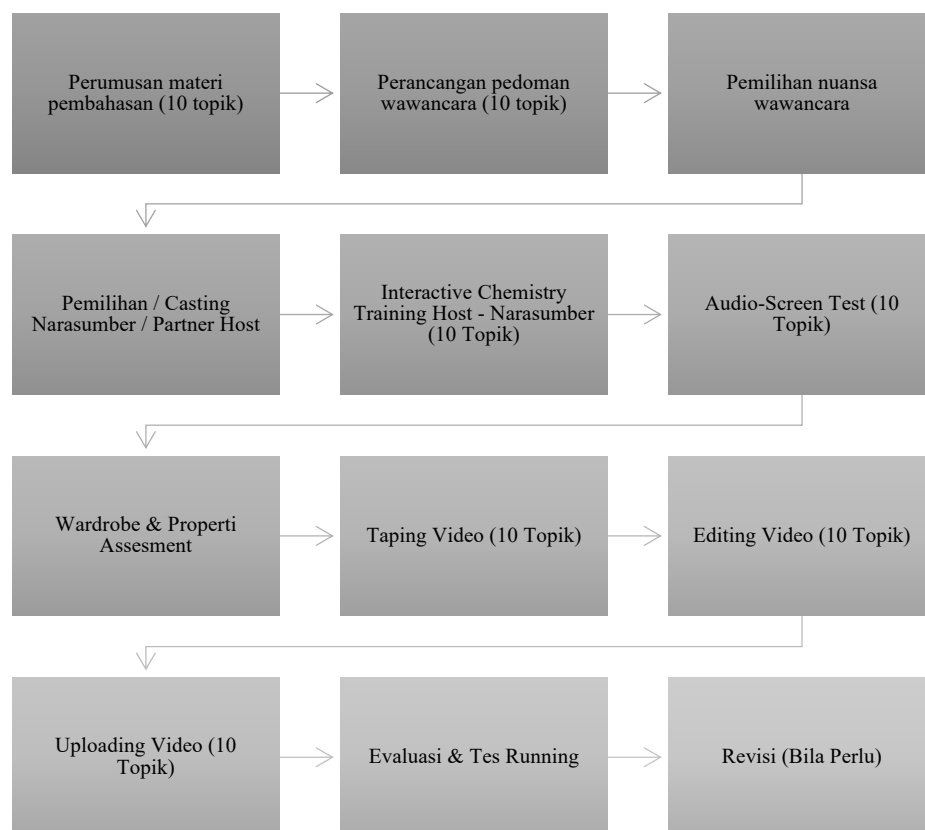 Perumusan materi
pembahasan (10 topik)
Perancangan pedoman
wawancara (10 topik)
Pemilihan nuansa
wawancara
Pemilihan / Casting
Narasumber / Partner Host
Interactive Chemistry
Training Host - Narasumber
(10 Topik)
Audio-Screen Test (10
Topik)
Wardrobe & Properti
Assesment
Taping Video (10 Topik)
Editing Video (10 Topik)
Uploading Video (10
Topik)
Evaluasi & Tes Running
Revisi (Bila Perlu)